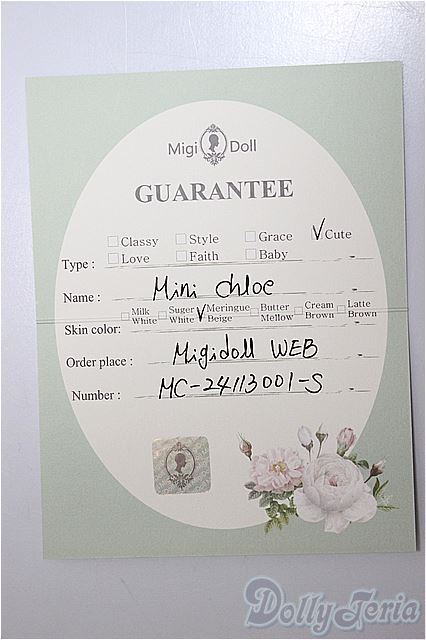 Migi Doll
GUARANTEE
Classy Style Grace Cute
Love Faith Baby
Type :
Name : Mini chloe
Milk White Suger White Meringue Beige Butter Mellow Cream Brown Latte Brown
Skin color:
Order place : Migidoll WEB
Number : MC-24113001-S
DollyTeria